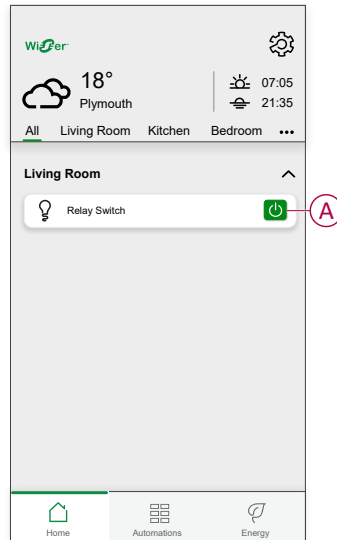 Wiser
18° 07:05
Plymouth 21:35
All Living Room Kitchen Bedroom •••
Living Room
Relay Switch
A
Home Automations Energy